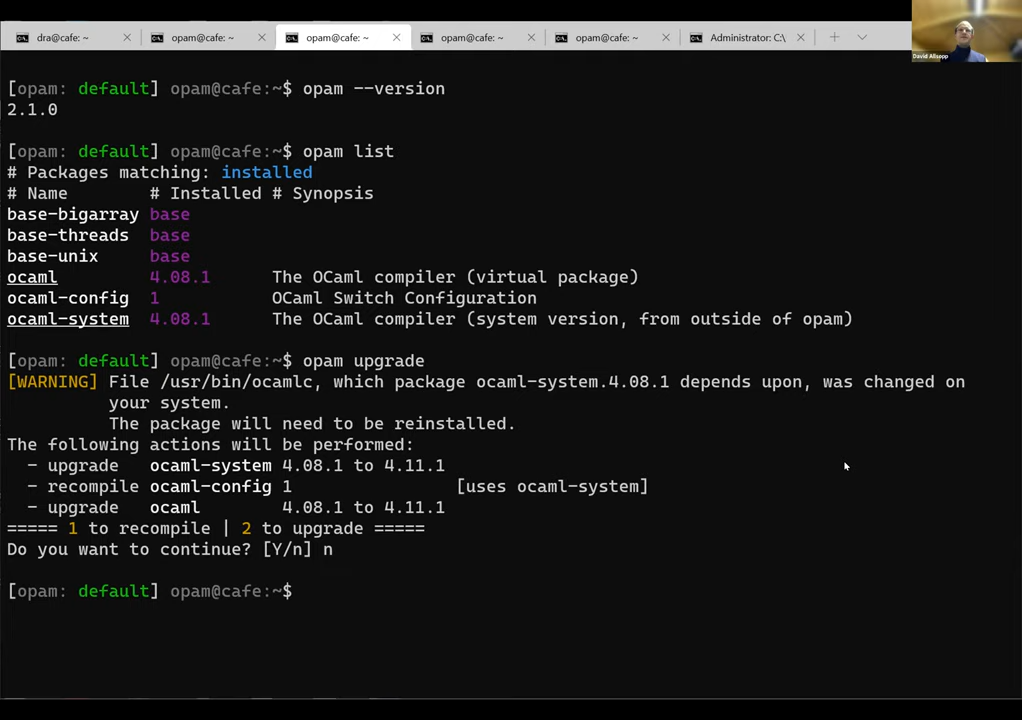 dra@cafe: ~
opam@cafe: ~
opam@cafe: ~
opam@cafe: ~
opam@cafe: ~
Administrator: C:\
David Allsopp
[opam: default] opam@cafe:~$ opam --version
2.1.0
[opam: default] opam@cafe:~$ opam list
# Packages matching: installed
# Name        # Installed # Synopsis
base-bigarray base
base-threads  base
base-unix     base
ocaml         4.08.1      The OCaml compiler (virtual package)
ocaml-config  1           OCaml Switch Configuration
ocaml-system  4.08.1      The OCaml compiler (system version, from outside of opam)
[opam: default] opam@cafe:~$ opam upgrade
[WARNING] File /usr/bin/ocamlc, which package ocaml-system.4.08.1 depends upon, was changed on
          your system.
          The package will need to be reinstalled.
The following actions will be performed:
  - upgrade   ocaml-system 4.08.1 to 4.11.1
  - recompile ocaml-config 1                [uses ocaml-system]
  - upgrade   ocaml        4.08.1 to 4.11.1
===== 1 to recompile | 2 to upgrade =====
Do you want to continue? [Y/n] n
[opam: default] opam@cafe:~$